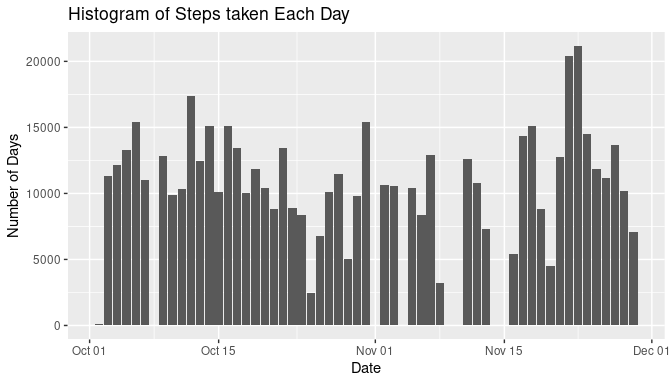 Histogram of Steps taken Each Day
Number of Days
20000
15000
10000
5000
0
Oct 01
Oct 15
Nov 01
Nov 15
Dec 01
Date